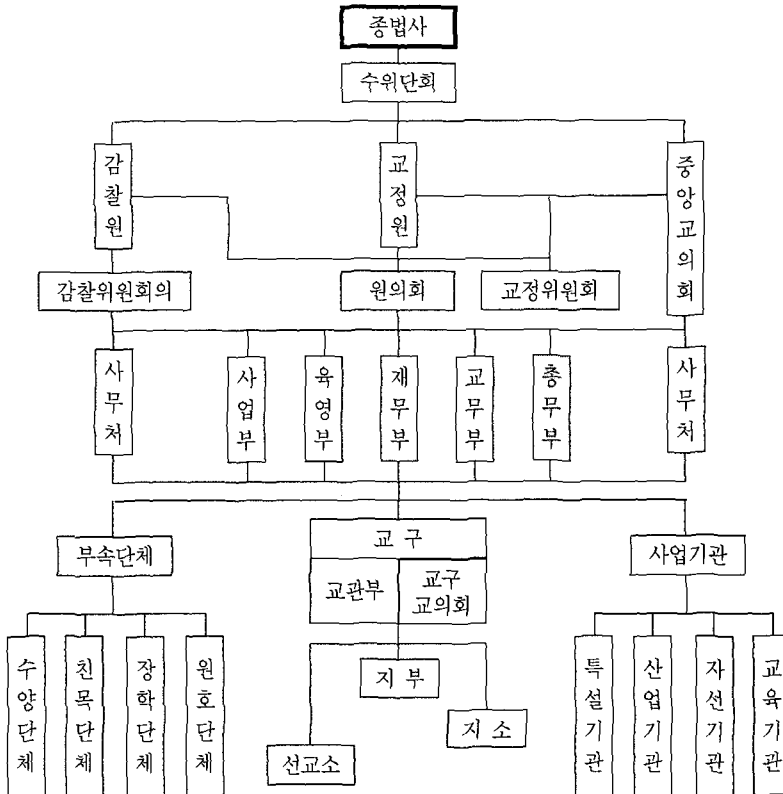 종법사
수위단회
감찰원
교정원
중앙교의회
감찰위원회의
원의회
교정위원회
사무처
사업부
육영부
재무부
교무부
총무부
사무처
부속단체
교 구
사업기관
교관부
교구
교의회
수양단체
친목단체
장학단체
원호단체
지 부
지 소
선교소
특설기관
산업기관
자선기관
교육기관